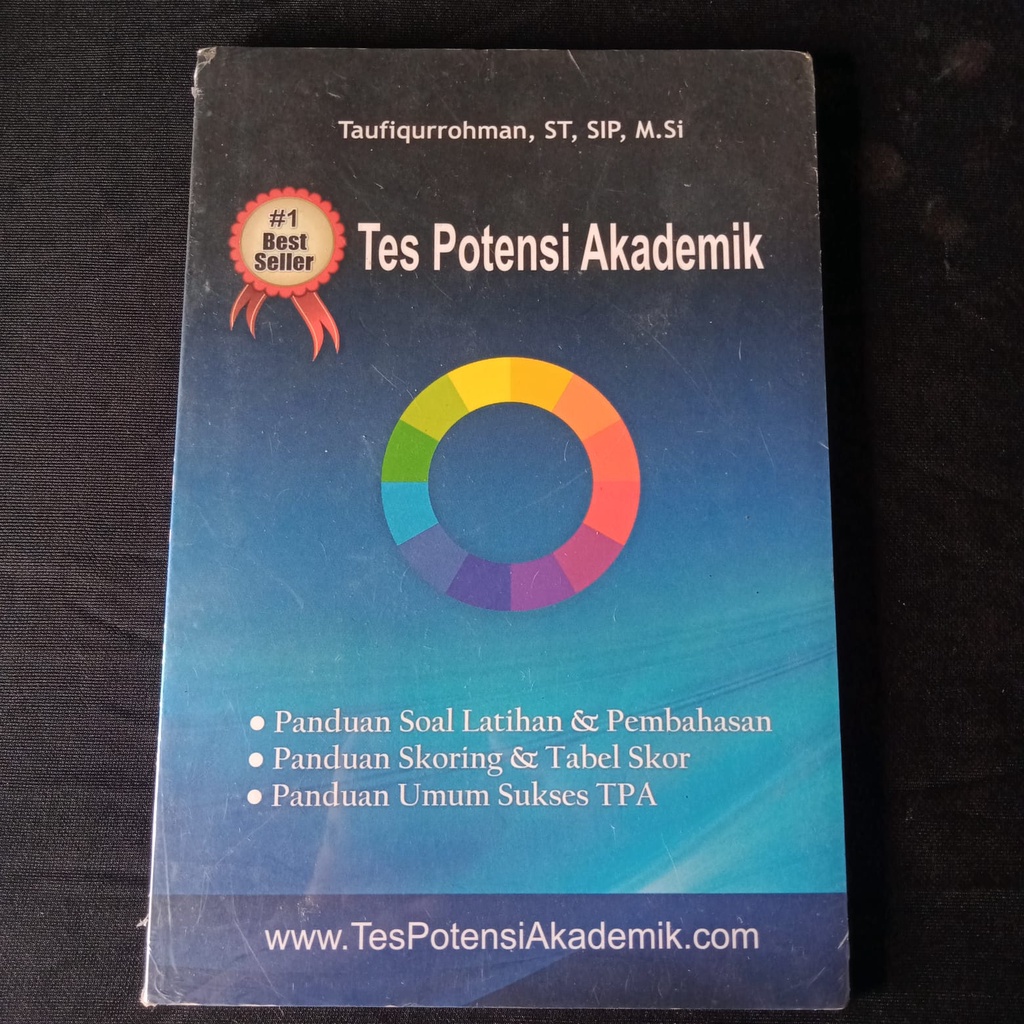 Taufiqurrohman, ST, SIP, M.Si
#1
Best
Seller
Tes Potensi Akademik
• Panduan Soal Latihan & Pembahasan
• Panduan Skoring & Tabel Skor
• Panduan Umum Sukses TPA
www.TesPotensiAkademik.com